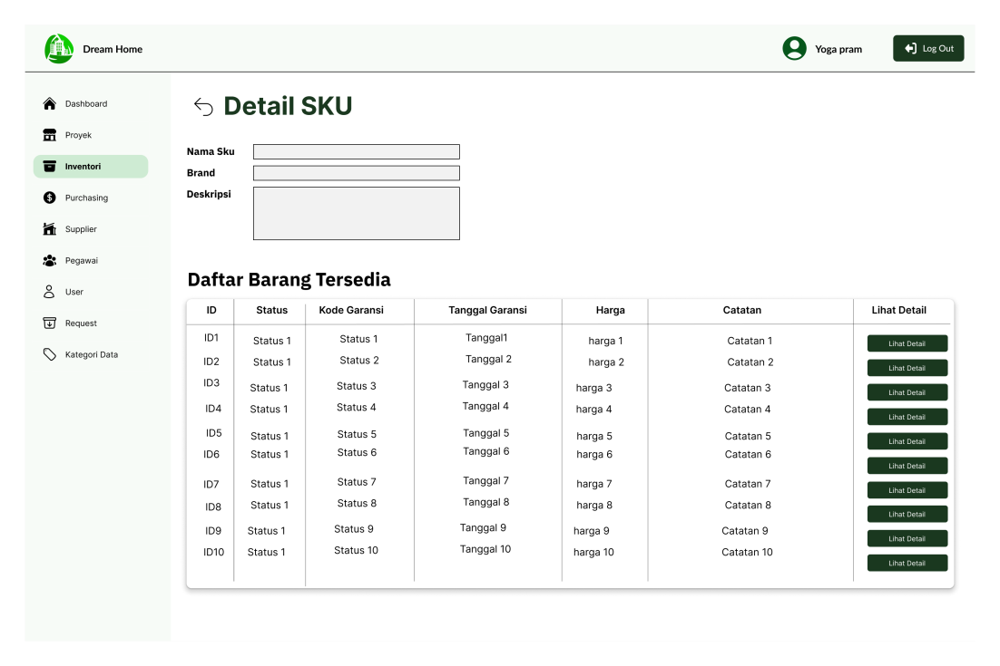 Dream Home
Yoga pram
Log Out
Dashboard
Proyek
Inventori
Purchasing
Supplier
Pegawai
User
Request
Kategori Data
Detail SKU
Nama Sku
Brand
Deskripsi
Daftar Barang Tersedia
ID Status Kode Garansi Tanggal Garansi Harga Catatan Lihat Detail
ID1 Status 1 Status 1 Tanggal1 harga 1 Catatan 1 Lihat Detail
ID2 Status 1 Status 2 Tanggal 2 harga 2 Catatan 2 Lihat Detail
ID3 Status 1 Status 3 Tanggal 3 harga 3 Catatan 3 Lihat Detail
ID4 Status 1 Status 4 Tanggal 4 harga 4 Catatan 4 Lihat Detail
ID5 Status 1 Status 5 Tanggal 5 harga 5 Catatan 5 Lihat Detail
ID6 Status 1 Status 6 Tanggal 6 harga 6 Catatan 6 Lihat Detail
ID7 Status 1 Status 7 Tanggal 7 harga 7 Catatan 7 Lihat Detail
ID8 Status 1 Status 8 Tanggal 8 harga 8 Catatan 8 Lihat Detail
ID9 Status 1 Status 9 Tanggal 9 harga 9 Catatan 9 Lihat Detail
ID10 Status 1 Status 10 Tanggal 10 harga 10 Catatan 10 Lihat Detail